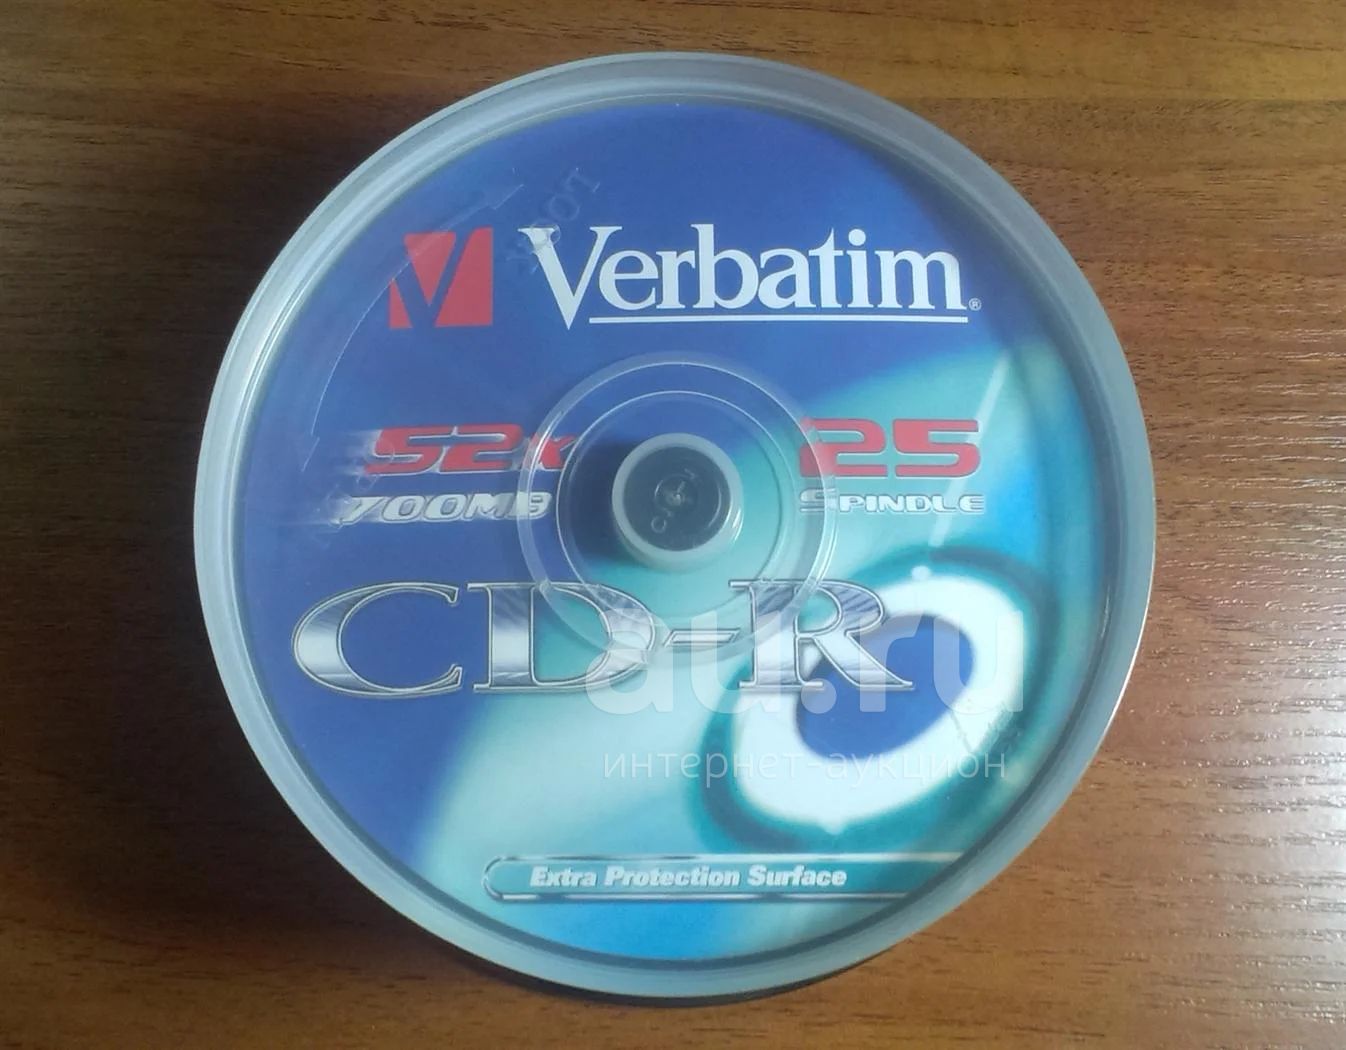 Verbatim®
52x
700MB
25
SPINDLE
CD-R
au.ru
интернет-аукцион
Extra Protection Surface